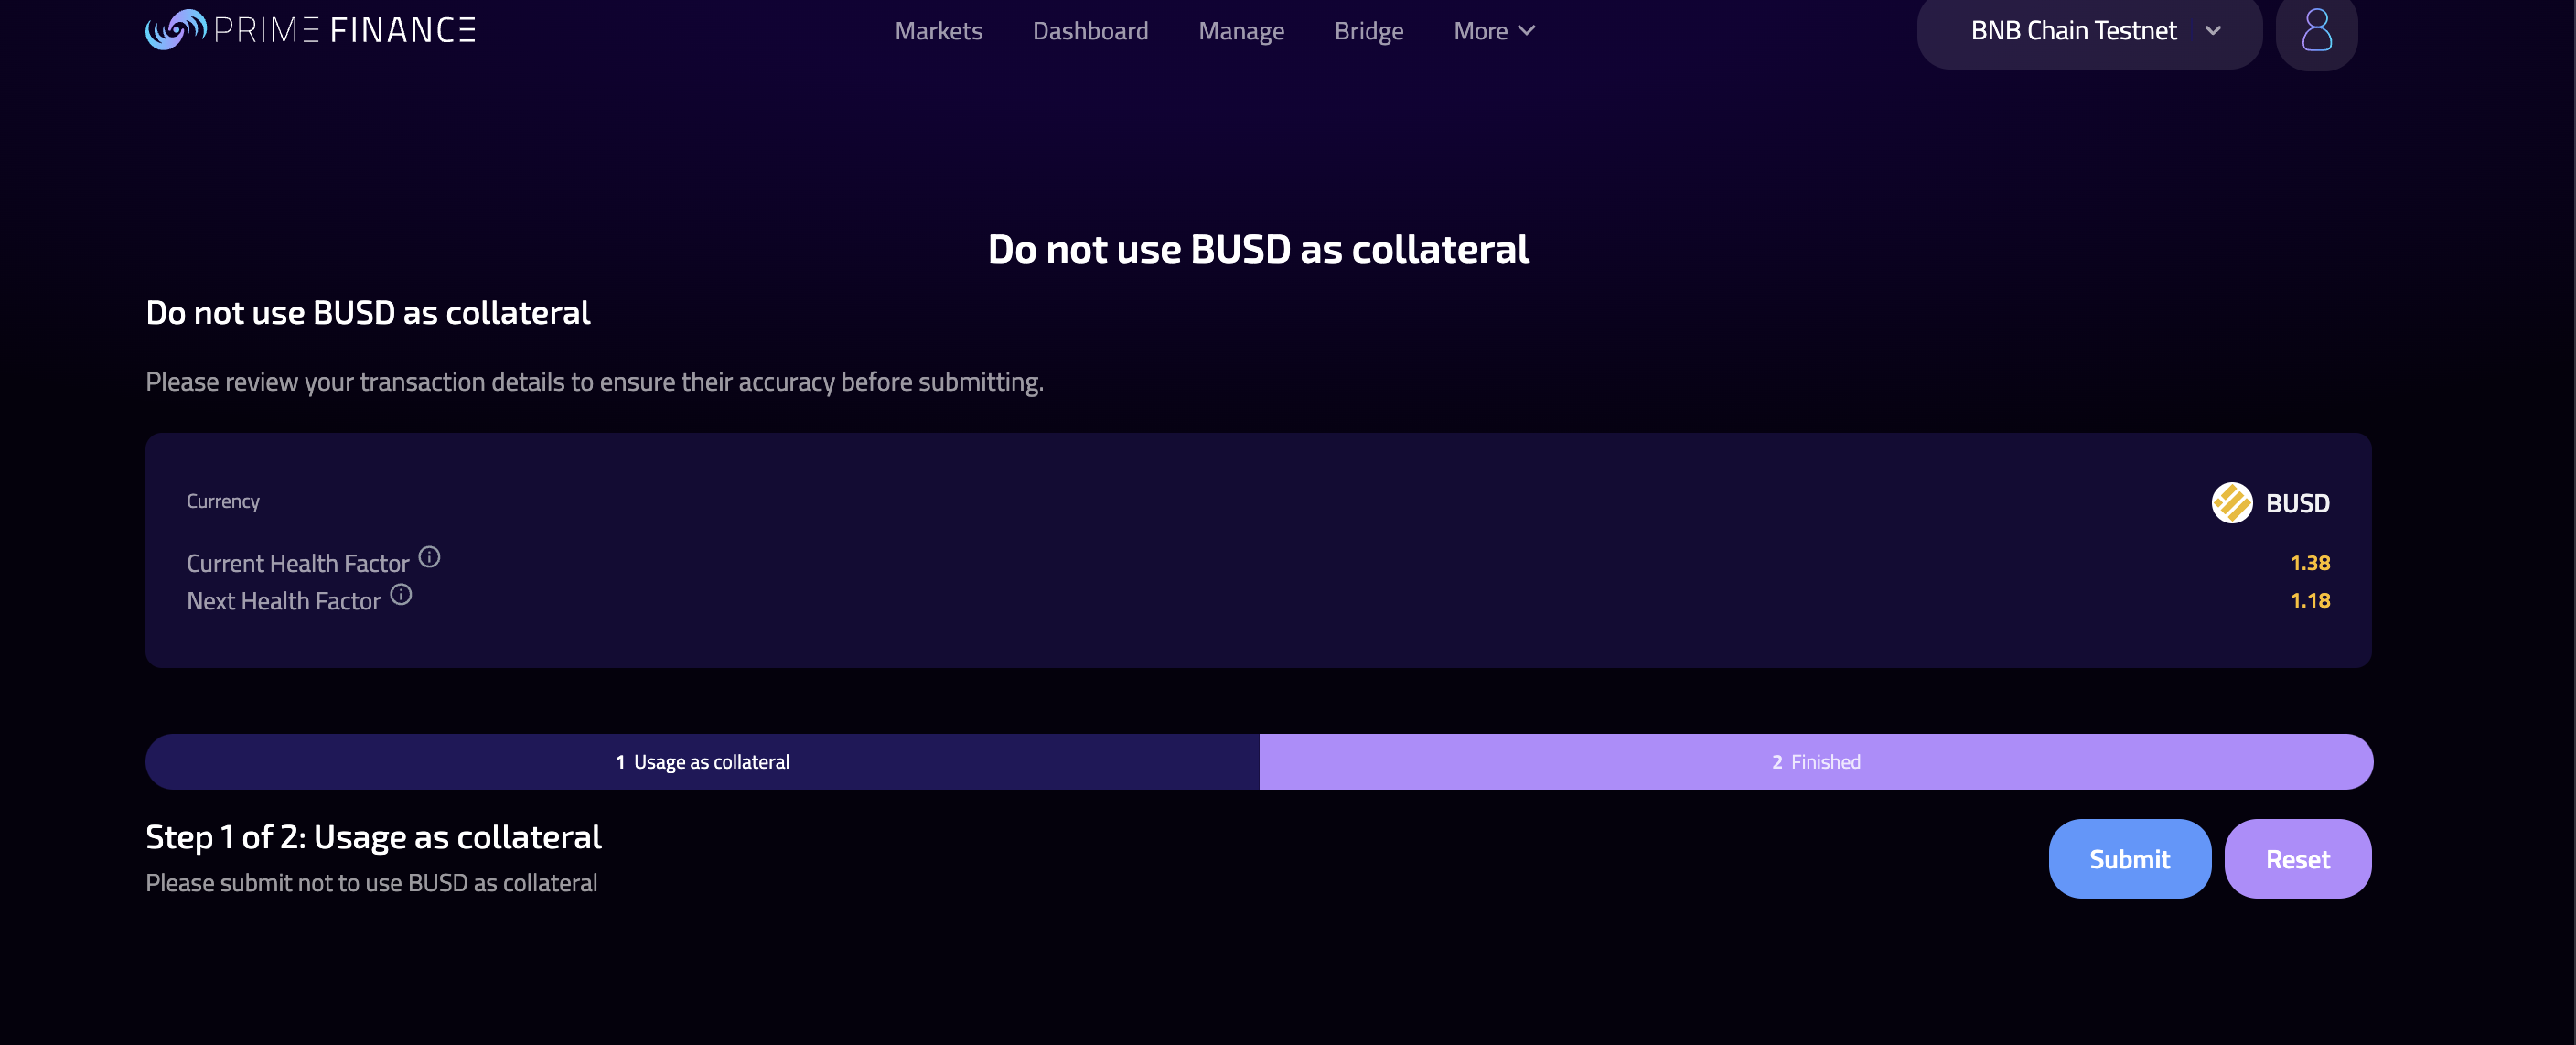 PRIME FINANCE
Markets Dashboard Manage Bridge More
BNB Chain Testnet
Do not use BUSD as collateral
Do not use BUSD as collateral
Please review your transaction details to ensure their accuracy before submitting.
Currency BUSD
Current Health Factor 1.38
Next Health Factor 1.18
1 Usage as collateral 2 Finished
Step 1 of 2: Usage as collateral
Please submit not to use BUSD as collateral
Submit Reset